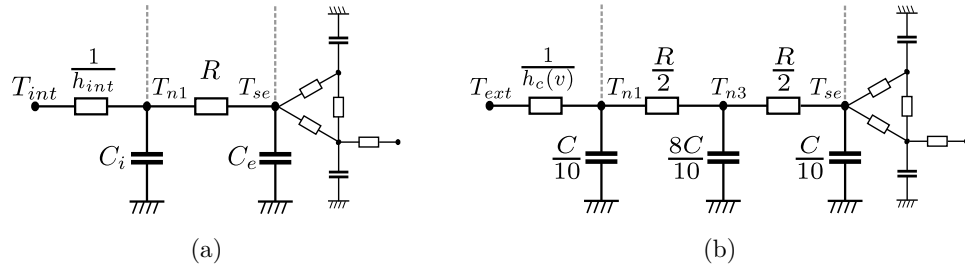 1/h_int
R
T_int
T_n1
T_se
C_i
C_e
(a)
1/h_c(v)
R/2
R/2
T_ext
T_n1
T_n3
T_se
C/10
8C/10
C/10
(b)